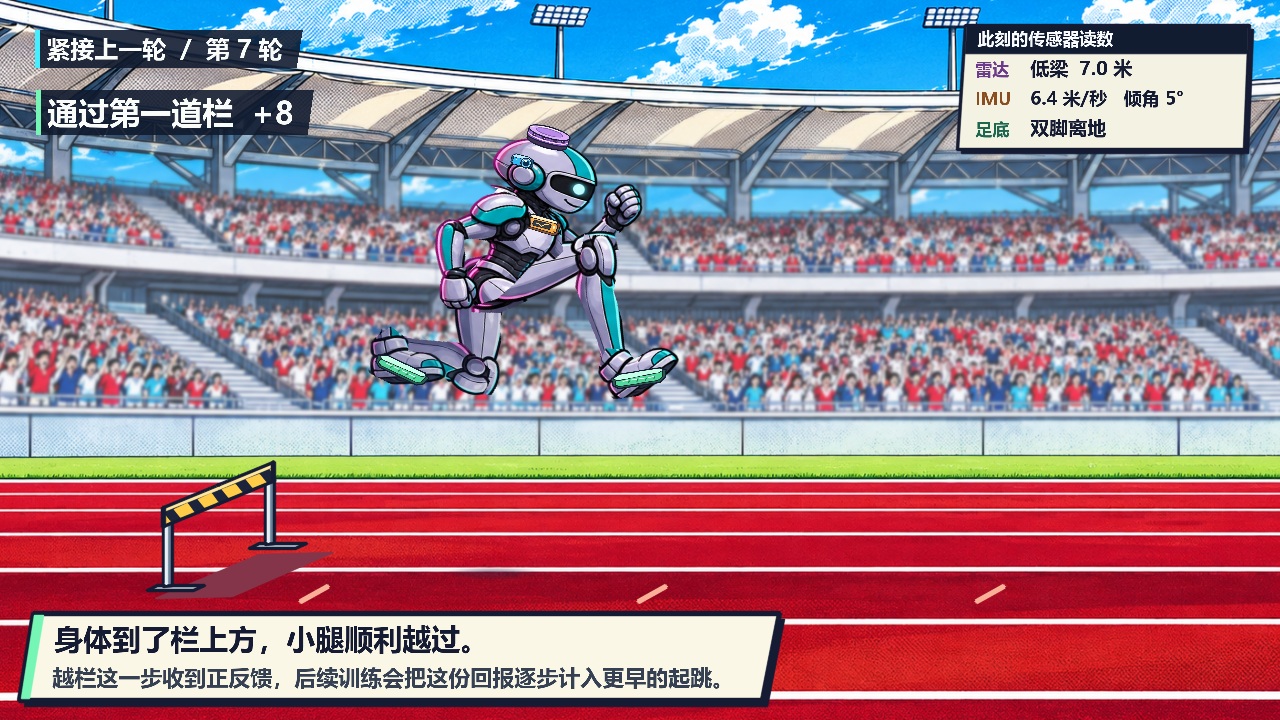 紧接上一轮 / 第 7 轮
通过第一道栏 +8
此刻的传感器读数
雷达 低梁 7.0 米
IMU 6.4 米/秒 倾角 5°
足底 双脚离地
身体到了栏上方，小腿顺利越过。
越栏这一步收到正反馈，后续训练会把这份回报逐步计入更早的起跳。